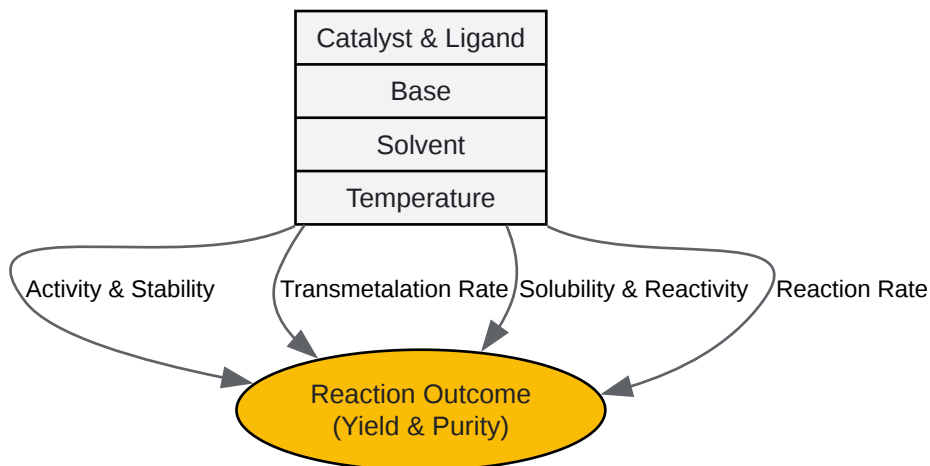 Catalyst & Ligand
Base
Solvent
Temperature
Activity & Stability
Transmetalation Rate
Solubility & Reactivity
Reaction Rate
Reaction Outcome
(Yield & Purity)